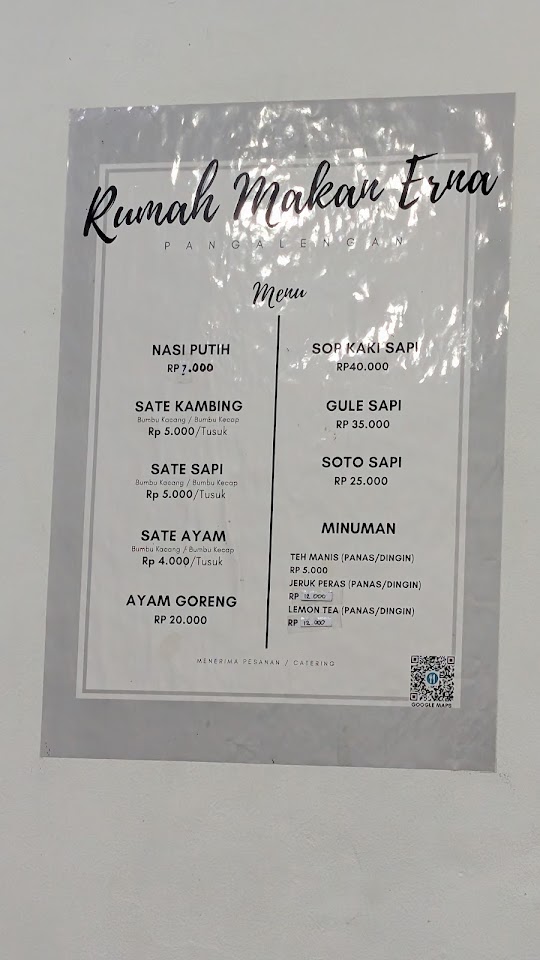 Rumah Makan Erna
PANGALENGAN
Menu
NASI PUTIH
RP 7.000
SATE KAMBING
Bumbu Kacang / Bumbu Kecap
Rp 5.000/Tusuk
SATE SAPI
Bumbu Kacang / Bumbu Kecap
Rp 5.000/Tusuk
SATE AYAM
Bumbu Kacang / Bumbu Kecap
Rp 4.000/Tusuk
AYAM GORENG
RP 20.000
SOP KAKI SAPI
RP40.000
GULE SAPI
RP 35.000
SOTO SAPI
RP 25.000
MINUMAN
TEH MANIS (PANAS/DINGIN)
RP 5.000
JERUK PERAS (PANAS/DINGIN)
RP 12.000
LEMON TEA (PANAS/DINGIN)
RP 12.000
MENERIMA PESANAN / CATERING
GOOGLE MAPS